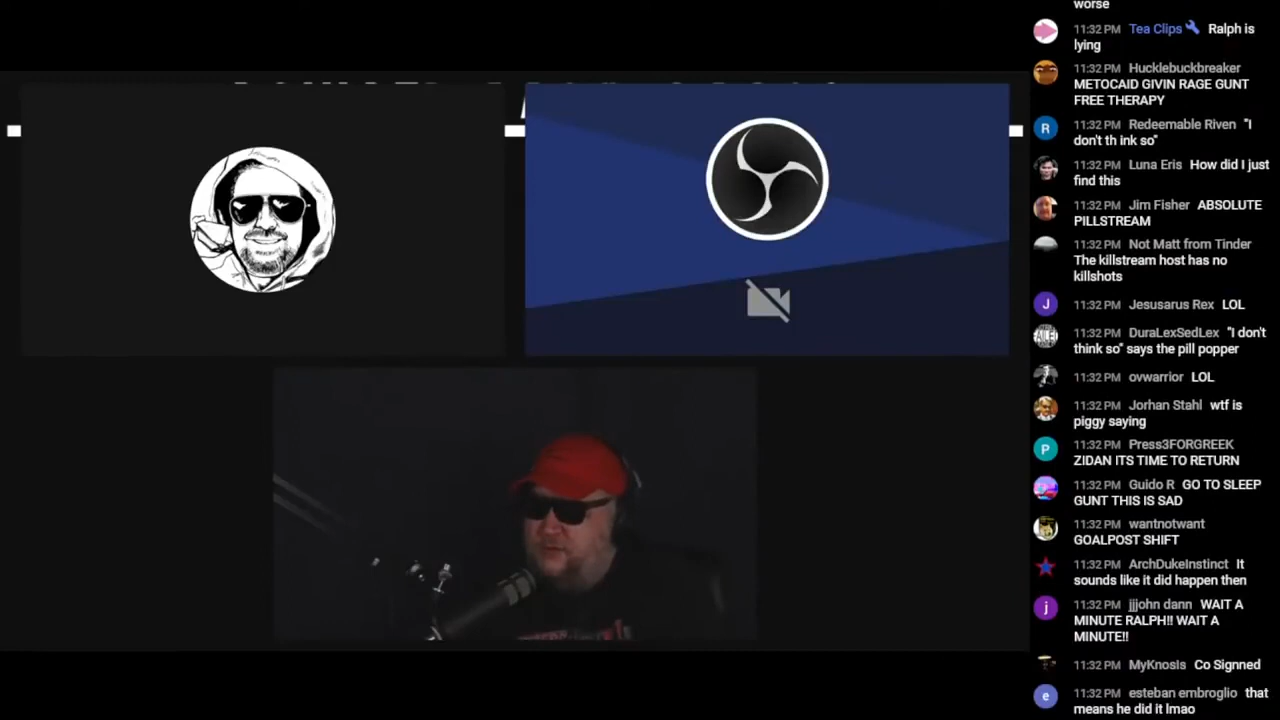 worse
11:32 PM Tea Clips Ralph is
lying
11:32 PM Hucklebuckbreaker
METOCAID GIVIN RAGE GUNT
FREE THERAPY
R 11:32 PM Redeemable Riven "I
don't th ink so"
11:32 PM Luna Eris How did I just
find this
11:32 PM Jim Fisher ABSOLUTE
PILLSTREAM
11:32 PM Not Matt from Tinder
The killstream host has no
killshots
J 11:32 PM Jesusarus Rex LOL
11:32 PM DuraLexSedLex "I don't
think so" says the pill popper
11:32 PM ovwarrior LOL
11:32 PM Jorhan Stahl wtf is
piggy saying
P 11:32 PM Press3FORGREEK
ZIDAN ITS TIME TO RETURN
11:32 PM Guido R GO TO SLEEP
GUNT THIS IS SAD
11:32 PM wantnotwant
GOALPOST SHIFT
11:32 PM ArchDukeInstinct It
sounds like it did happen then
j 11:32 PM jjjohn dann WAIT A
MINUTE RALPH!! WAIT A
MINUTE!!
11:32 PM MyKnosis Co Signned
e 11:32 PM esteban embroglio that
means he did it lmao